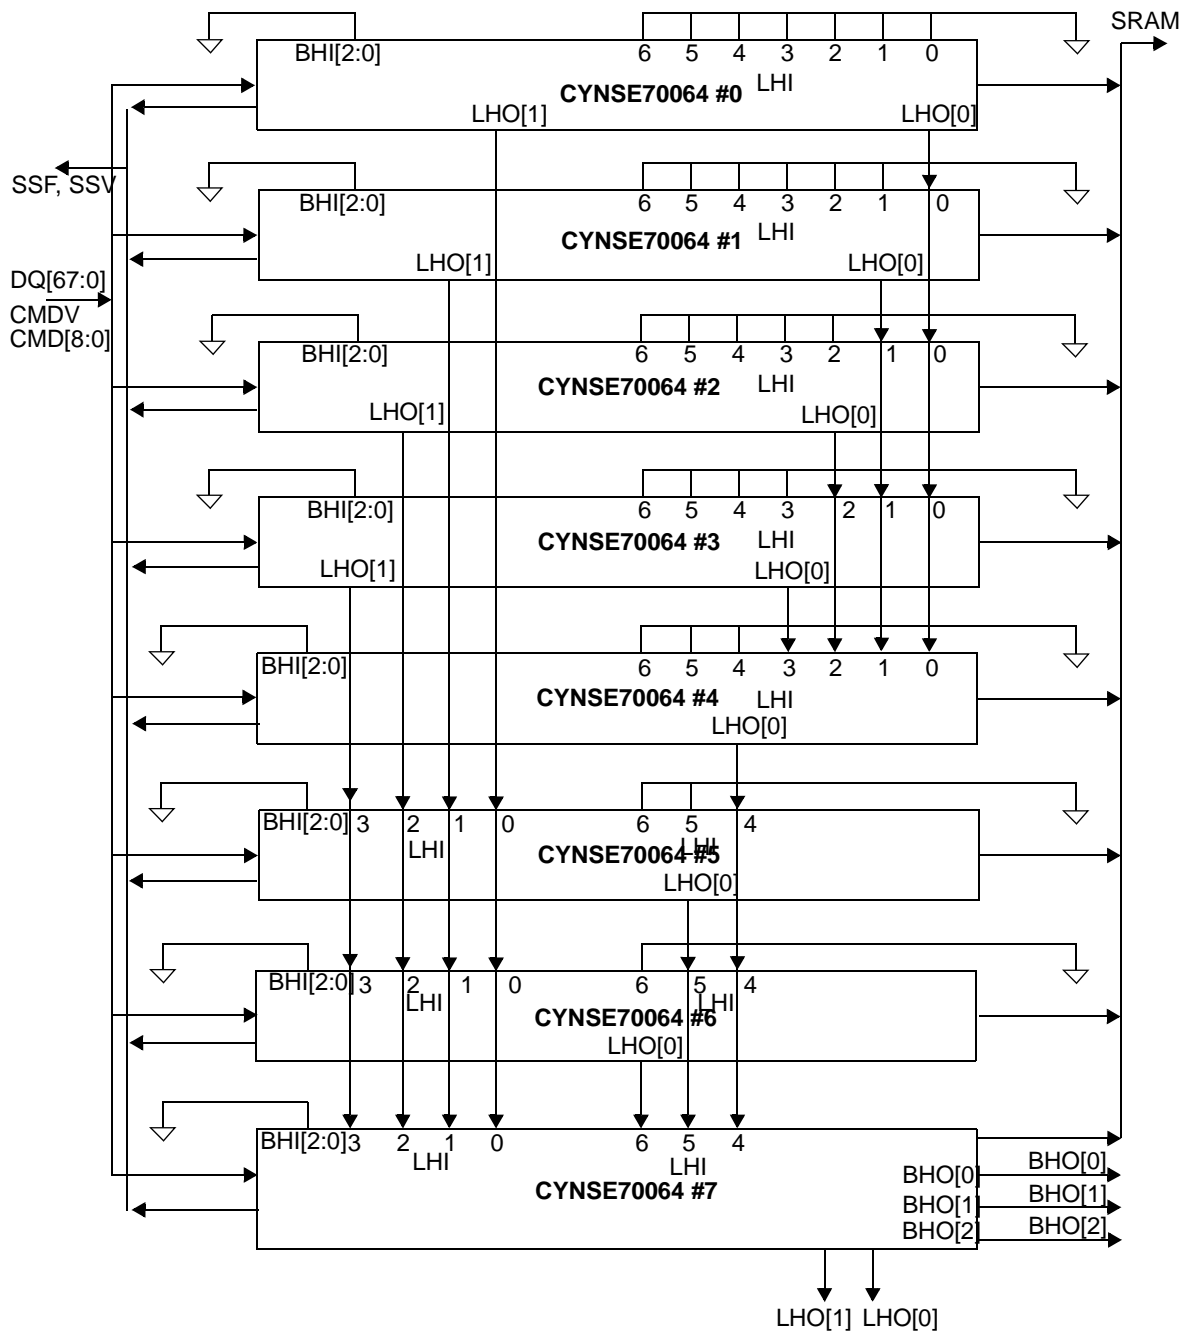 SRAM
BHI[2:0] 6 5 4 3 2 1 0
LHI
CYNSE70064 #0
LHO[1] LHO[0]
SSF, SSV
BHI[2:0] 6 5 4 3 2 1 0
LHI
CYNSE70064 #1
LHO[1] LHO[0]
DQ[67:0]
CMDV
CMD[8:0]
BHI[2:0] 6 5 4 3 2 1 0
LHI
CYNSE70064 #2
LHO[1] LHO[0]
BHI[2:0] 6 5 4 3 2 1 0
LHI
CYNSE70064 #3
LHO[1] LHO[0]
BHI[2:0] 6 5 4 3 2 1 0
LHI
CYNSE70064 #4
LHO[0]
BHI[2:0] 3 2 1 0 6 5 4
LHI LHI
CYNSE70064 #5
LHO[0]
BHI[2:0] 3 2 1 0 6 5 4
LHI LHI
CYNSE70064 #6
LHO[0]
BHI[2:0] 3 2 1 0 6 5 4
LHI LHI
CYNSE70064 #7
BHO[0] BHO[0]
BHO[1] BHO[1]
BHO[2] BHO[2]
LHO[1] LHO[0]